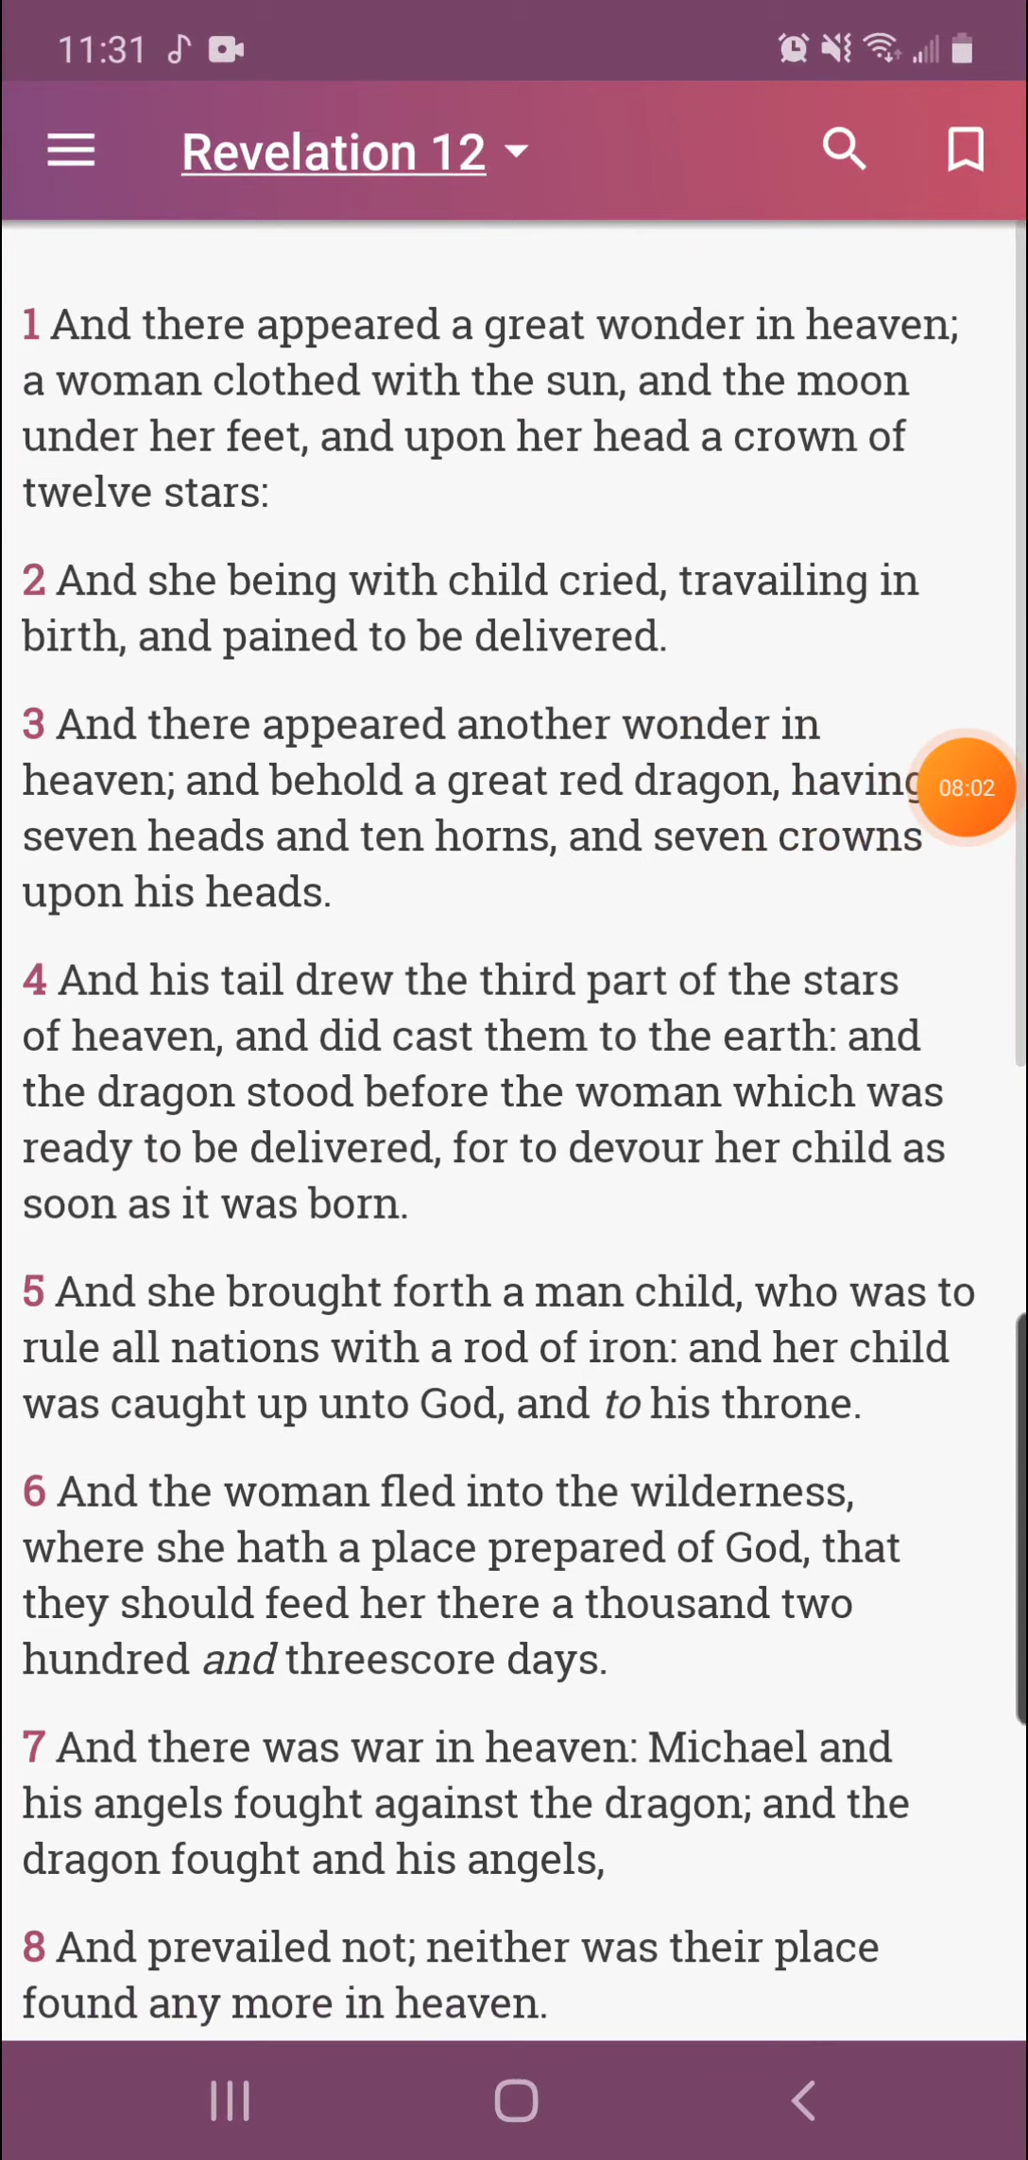 11:31
Revelation 12
1 And there appeared a great wonder in heaven;
a woman clothed with the sun, and the moon
under her feet, and upon her head a crown of
twelve stars:
2 And she being with child cried, travailing in
birth, and pained to be delivered.
3 And there appeared another wonder in
heaven; and behold a great red dragon, having
08:02
seven heads and ten horns, and seven crowns
upon his heads.
4 And his tail drew the third part of the stars
of heaven, and did cast them to the earth: and
the dragon stood before the woman which was
ready to be delivered, for to devour her child as
soon as it was born.
5 And she brought forth a man child, who was to
rule all nations with a rod of iron: and her child
was caught up unto God, and to his throne.
6 And the woman fled into the wilderness,
where she hath a place prepared of God, that
they should feed her there a thousand two
hundred and threescore days.
7 And there was war in heaven: Michael and
his angels fought against the dragon; and the
dragon fought and his angels,
8 And prevailed not; neither was their place
found any more in heaven.